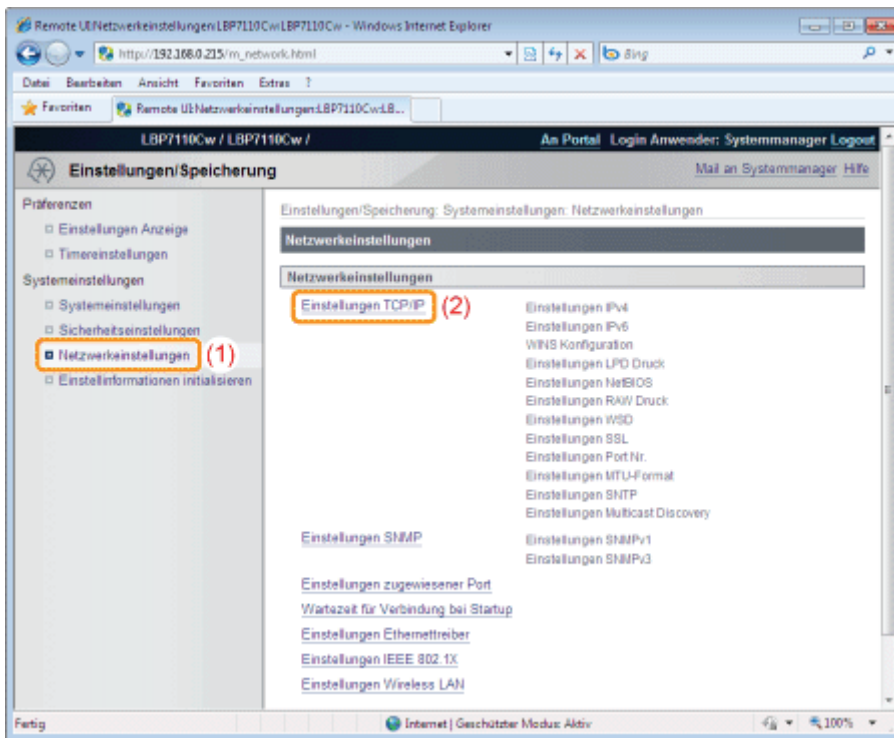 Remote UI:Netzwerkeinstellungen:LBP7110Cw:LBP7110Cw - Windows Internet Explorer
http://192.168.0.215/m_network.html
Bing
Datei Bearbeiten Ansicht Favoriten Extras ?
Favoriten Remote UI:Netzwerkeinstellungen:LBP7110Cw:LB...
LBP7110Cw / LBP7110Cw / An Portal Login Anwender: Systemmanager Logout
Einstellungen/Speicherung Mail an Systemmanager Hilfe
Präferenzen
Einstellungen Anzeige
Timereinstellungen
Systemeinstellungen
Systemeinstellungen
Sicherheitseinstellungen
Netzwerkeinstellungen (1)
Einstellinformationen initialisieren
Einstellungen/Speicherung: Systemeinstellungen: Netzwerkeinstellungen
Netzwerkeinstellungen
Netzwerkeinstellungen
Einstellungen TCP/IP (2)
Einstellungen IPv4
Einstellungen IPv6
WINS Konfiguration
Einstellungen LPD Druck
Einstellungen NetBIOS
Einstellungen RAW Druck
Einstellungen WSD
Einstellungen SSL
Einstellungen Port Nr.
Einstellungen MTU-Format
Einstellungen SNTP
Einstellungen Multicast Discovery
Einstellungen SNMP
Einstellungen SNMPv1
Einstellungen SNMPv3
Einstellungen zugewiesener Port
Wartezeit für Verbindung bei Startup
Einstellungen Ethernettreiber
Einstellungen IEEE 802.1X
Einstellungen Wireless LAN
Fertig Internet | Geschützter Modus: Aktiv 100%